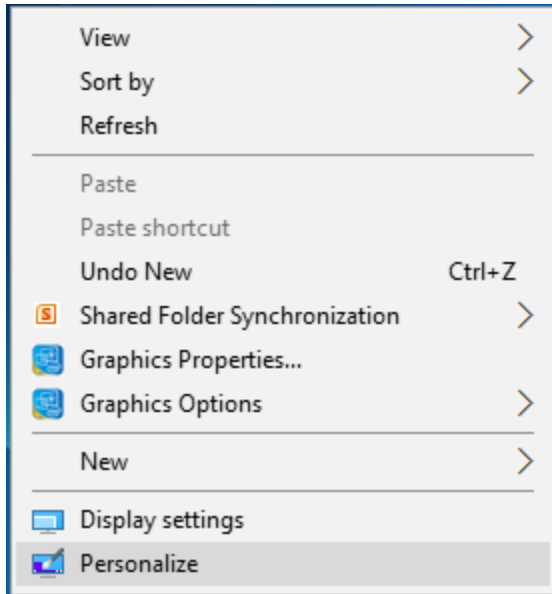 View
Sort by
Refresh
Paste
Paste shortcut
Undo New Ctrl+Z
S Shared Folder Synchronization
Graphics Properties...
Graphics Options
New
Display settings
Personalize